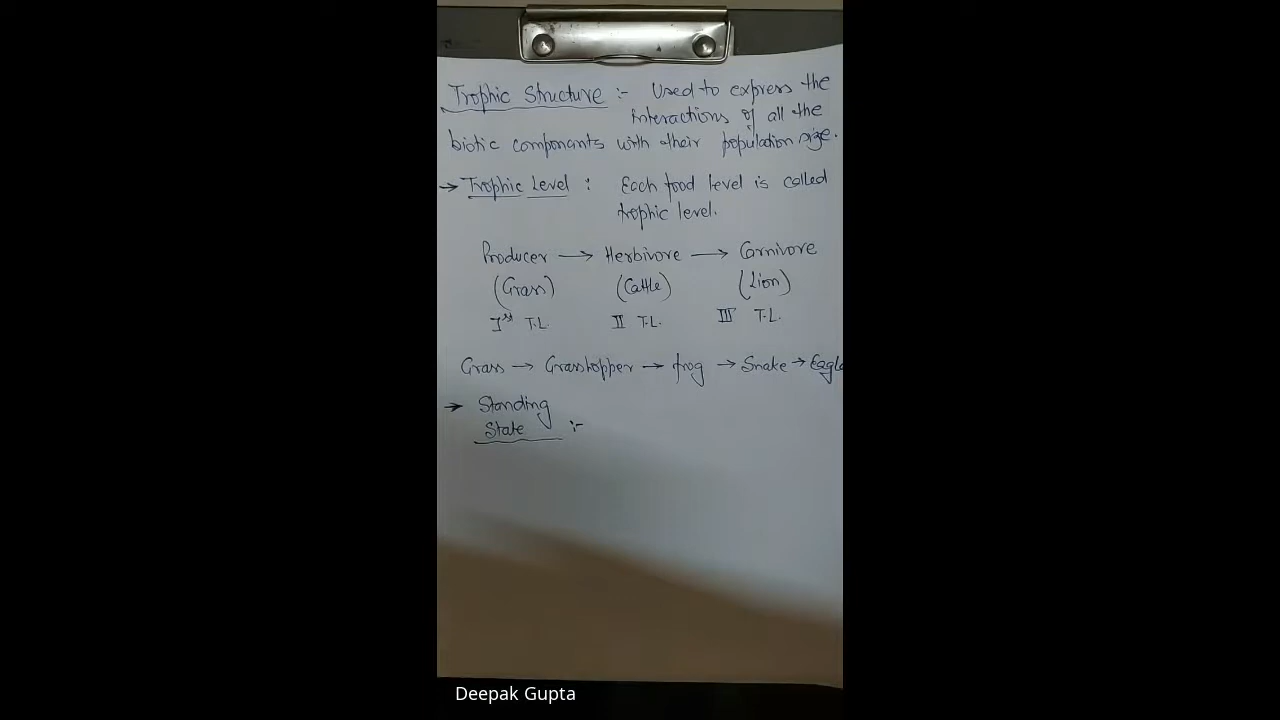 Trophic Structure :- Used to express the
interactions of all the
biotic componants with their population size.
→ Trophic Level : Each food level is called
trophic level.
Producer → Herbivore → Carnivore
(Grass) (Cattle) (Lion)
Ist T.L. II T.L. III T.L.
Grass → Grasshopper → frog → Snake → Eagle
→ Standing
State :-
Deepak Gupta